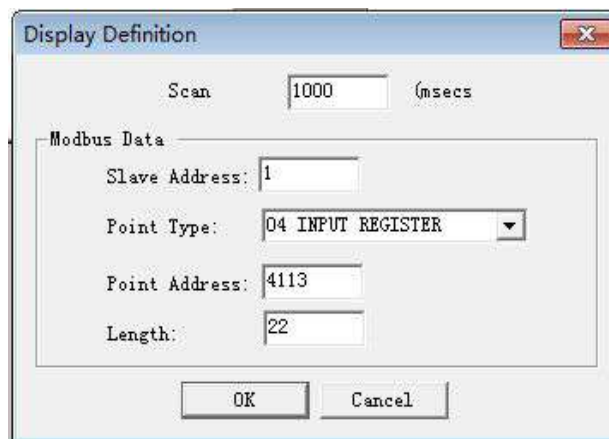 Display Definition
Scan 1000 (msecs
Modbus Data
Slave Address: 1
Point Type: 04 INPUT REGISTER
Point Address: 4113
Length: 22
OK Cancel